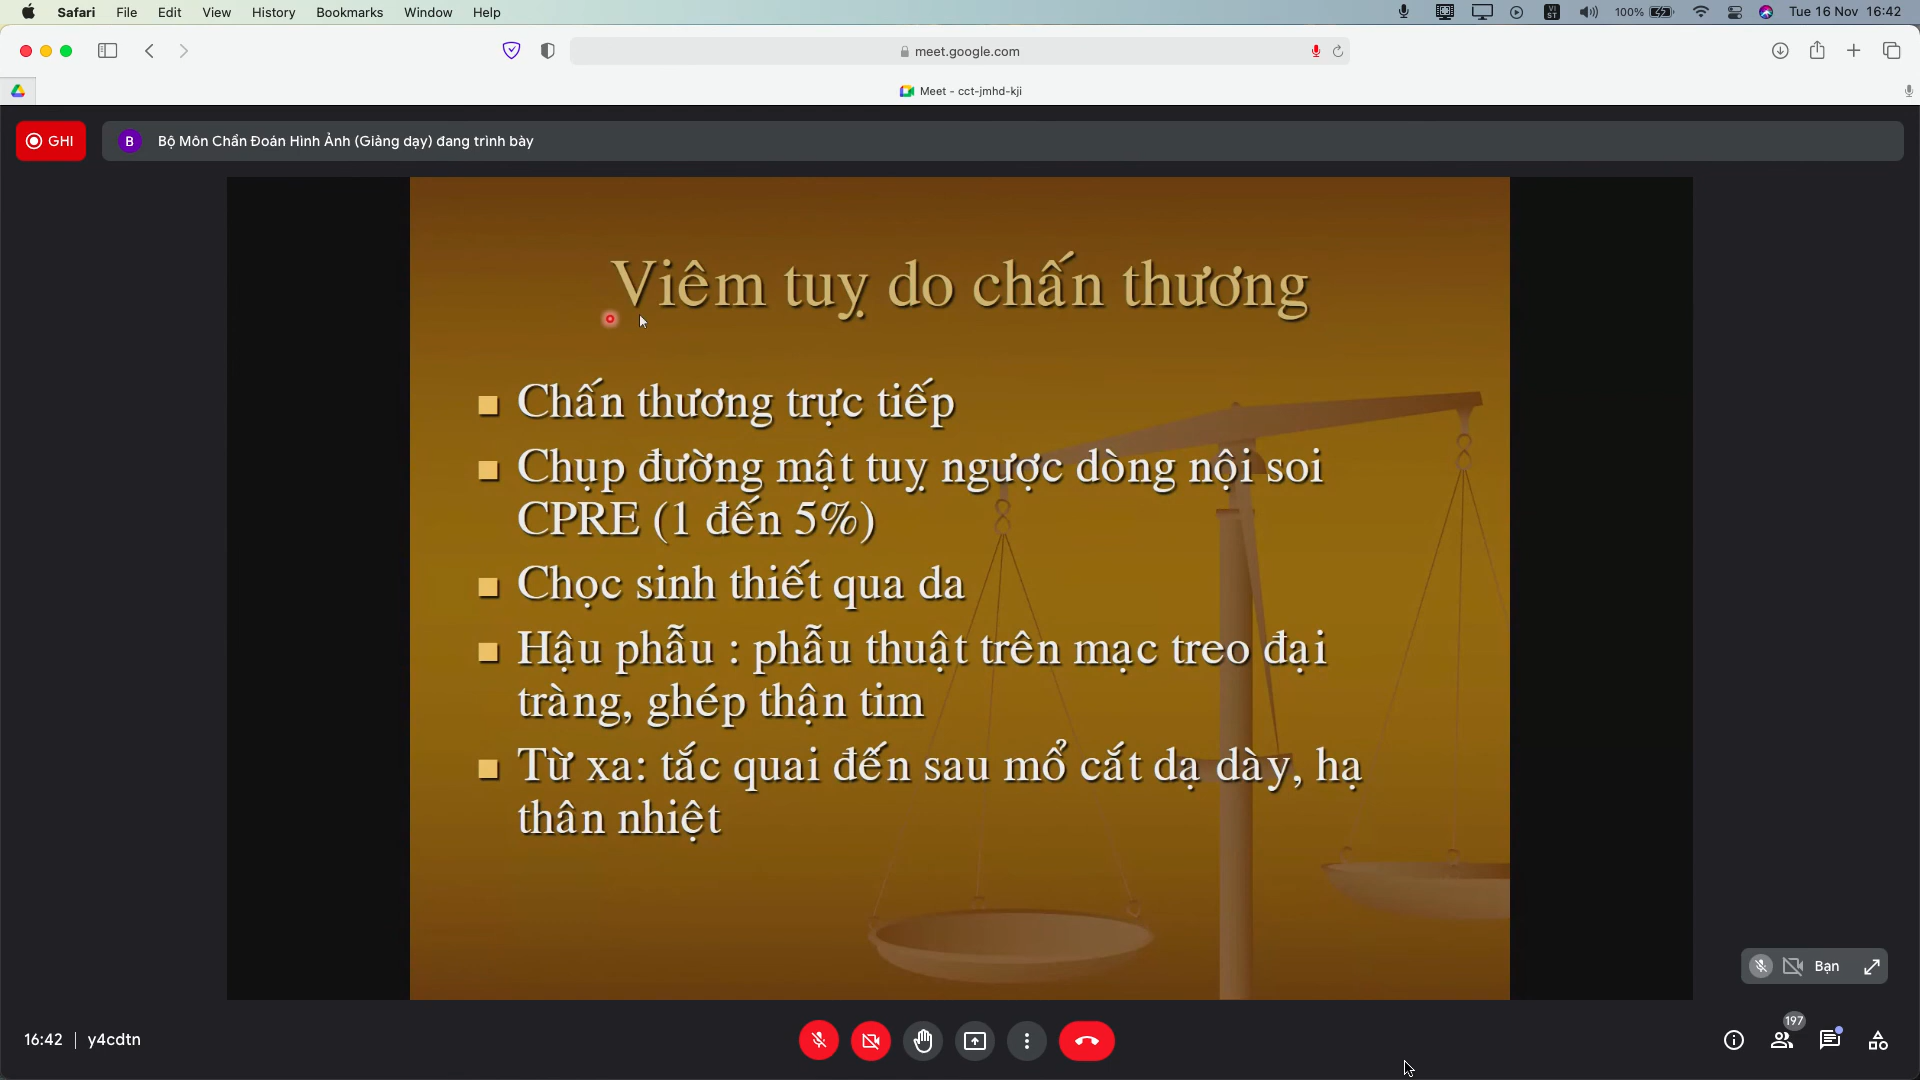 Safari File Edit View History Bookmarks Window Help
VI ST 100% Tue 16 Nov 16:42
meet.google.com
Meet - cct-jmhd-kji
GHI
B Bộ Môn Chẩn Đoán Hình Ảnh (Giảng dạy) đang trình bày
Viêm tuỵ do chấn thương
Chấn thương trực tiếp
Chụp đường mật tuỵ ngược dòng nội soi
CPRE (1 đến 5%)
Chọc sinh thiết qua da
Hậu phẫu : phẫu thuật trên mạc treo đại
tràng, ghép thận tim
Từ xa: tắc quai đến sau mổ cắt dạ dày, hạ
thân nhiệt
Bạn
16:42 | y4cdtn
197